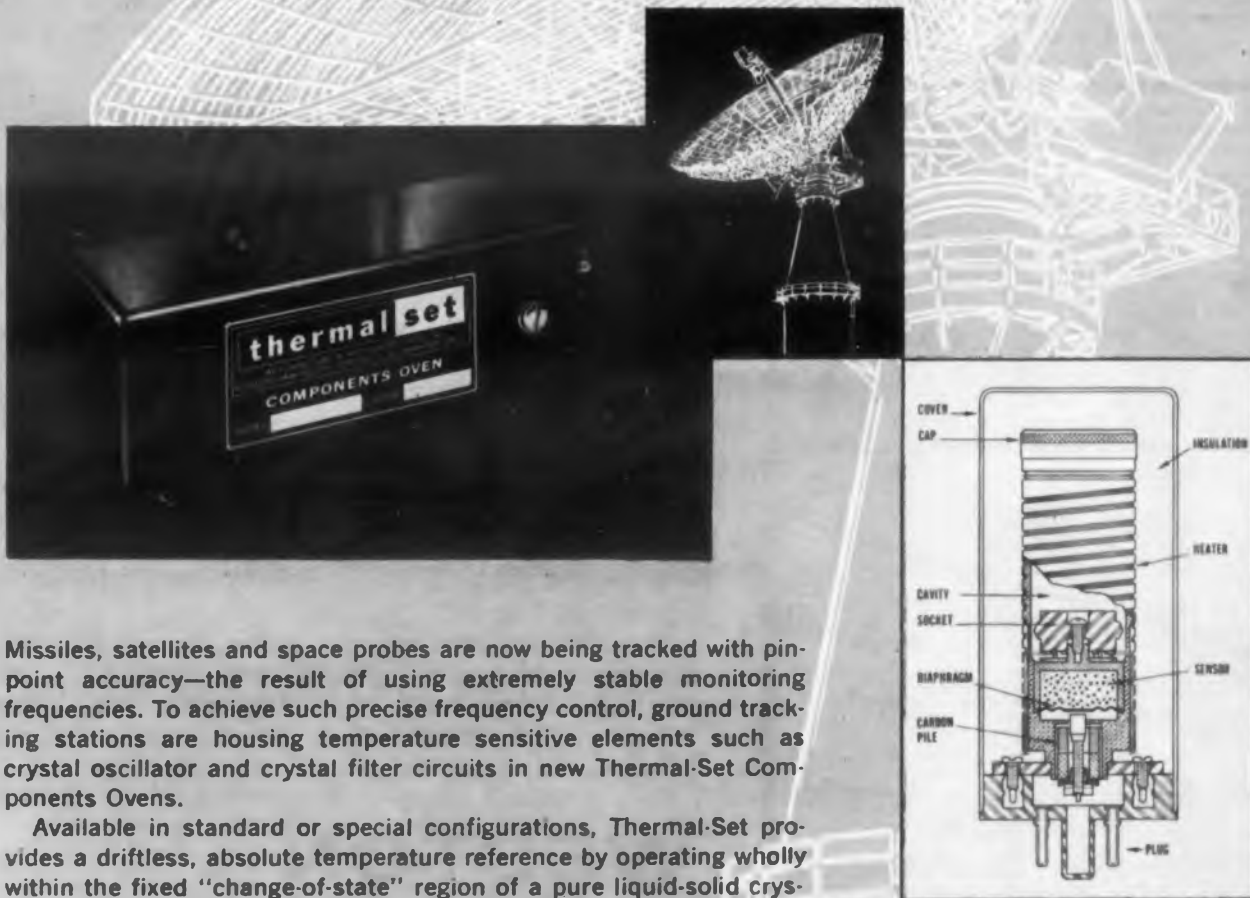 thermal set
COMPONENTS OVEN
COVER
CAP
INSULATION
HEATER
CAVITY
SOCKET
SENSOR
DIAPHRAGM
CARBON
PILE
PLUG
Missiles, satellites and space probes are now being tracked with pin-
point accuracy—the result of using extremely stable monitoring
frequencies. To achieve such precise frequency control, ground track-
ing stations are housing temperature sensitive elements such as
crystal oscillator and crystal filter circuits in new Thermal-Set Com-
ponents Ovens.
Available in standard or special configurations, Thermal-Set pro-
vides a driftless, absolute temperature reference by operating wholly
within the fixed "change-of-state" region of a pure liquid-solid crys-